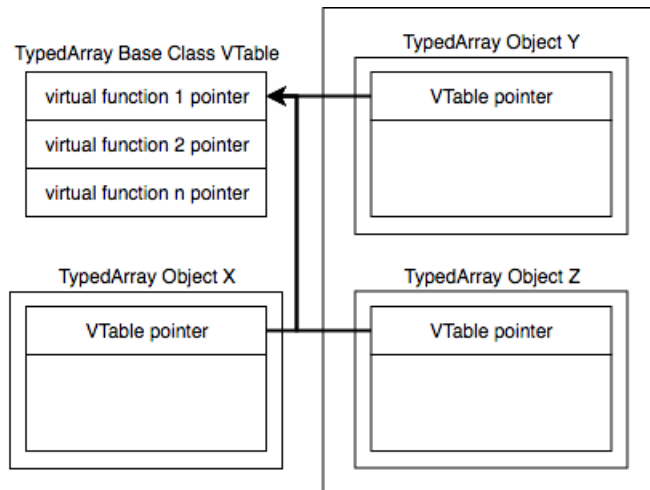 TypedArray Base Class VTable
virtual function 1 pointer
virtual function 2 pointer
virtual function n pointer
TypedArray Object Y
VTable pointer
TypedArray Object X
VTable pointer
TypedArray Object Z
VTable pointer